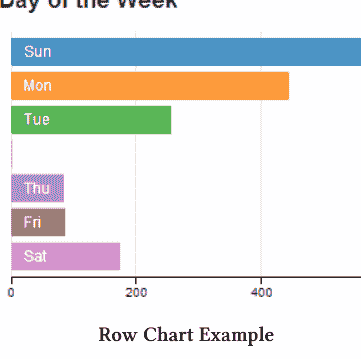 Day of the Week
Sun
Mon
Tue
Thu
Fri
Sat
0 200 400
Row Chart Example